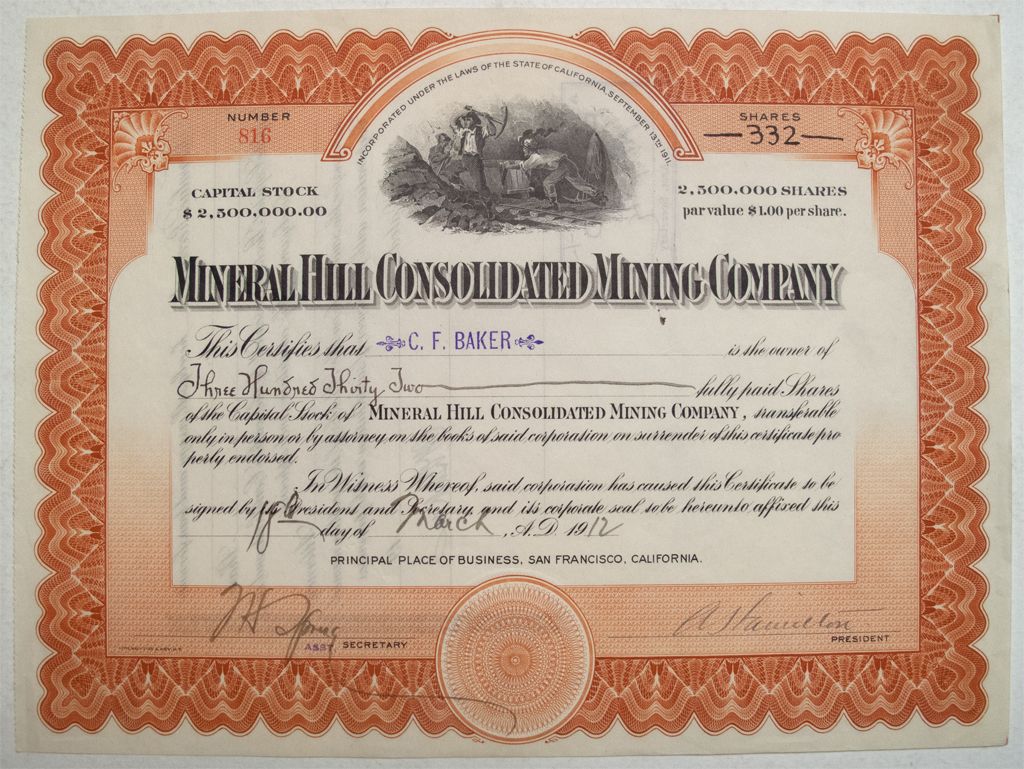 INCORPORATED UNDER THE LAWS OF THE STATE OF CALIFORNIA, SEPTEMBER 13TH 1911.
NUMBER
816
SHARES
332
CAPITAL STOCK
$2,500,000.00
2,500,000 SHARES
par value $1.00 per share.
MINERAL HILL CONSOLIDATED MINING COMPANY
This Certifies that C. F. BAKER is the owner of
Three Hundred Thirty Two fully paid Shares
of the Capital Stock of MINERAL HILL CONSOLIDATED MINING COMPANY, transferable
only in person or by attorney on the books of said corporation on surrender of this certificate pro
perly endorsed.
In Witness Whereof, said corporation has caused this Certificate to be
signed by its President and Secretary and its corporate seal to be hereunto affixed this
day of March, A.D. 1912
PRINCIPAL PLACE OF BUSINESS, SAN FRANCISCO, CALIFORNIA.
ASST SECRETARY
A Hamilton
PRESIDENT